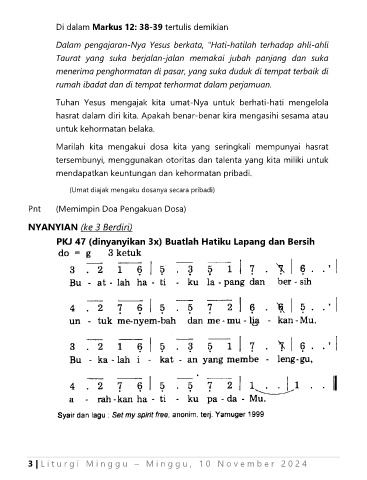 Di dalam Markus 12: 38-39 tertulis demikian
Dalam pengajaran-Nya Yesus berkata, "Hati-hatilah terhadap ahli-ahli
Taurat yang suka berjalan-jalan memakai jubah panjang dan suka
menerima penghormatan di pasar, yang suka duduk di tempat terbaik di
rumah ibadat dan di tempat terhormat dalam perjamuan.
Tuhan Yesus mengajak kita umat-Nya untuk berhati-hati mengelola
hasrat dalam diri kita. Apakah benar-benar kira mengasihi sesama atau
untuk kehormatan belaka.
Marilah kita mengakui dosa kita yang seringkali mempunyai hasrat
tersembunyi, menggunakan otoritas dan talenta yang kita miliki untuk
mendapatkan keuntungan dan kehormatan pribadi.
(Umat diajak mengaku dosanya secara pribadi)
Pnt (Memimpin Doa Pengakuan Dosa)
NYANYIAN (ke 3 Berdiri)
PKJ 47 (dinyanyikan 3x) Buatlah Hatiku Lapang dan Bersih
do = g 3 ketuk
3 . 2 1 6̣ | 5̣ . 3̣ 5̣ 1 | 7̣ . 7̣ | 6̣ . . ' |
Bu - at - lah ha - ti - ku la - pang dan ber - sih
4 . 2 7̣ 6̣ | 5̣ . 5̣ 7̣ 2 | 6̣ . 6̣ | 5̣ . . ' |
un - tuk me-nyem-bah dan me - mu - lia - kan - Mu.
3 . 2 1 6̣ | 5̣ . 3̣ 5̣ 1 | 7̣ . 7̣ | 6̣ . . ' |
Bu - ka - lah i - kat - an yang membe - leng-gu,
4 . 2 7̣ 6̣ | 5̣ . 5̣ 7̣ 2 | 1 . . | 1 . . ||
a - rah - kan ha - ti - ku pa - da - Mu.
Syair dan lagu : Set my spirit free, anonim. terj. Yamuger 1999
3 | Liturgi Minggu – Minggu, 10 November 2024